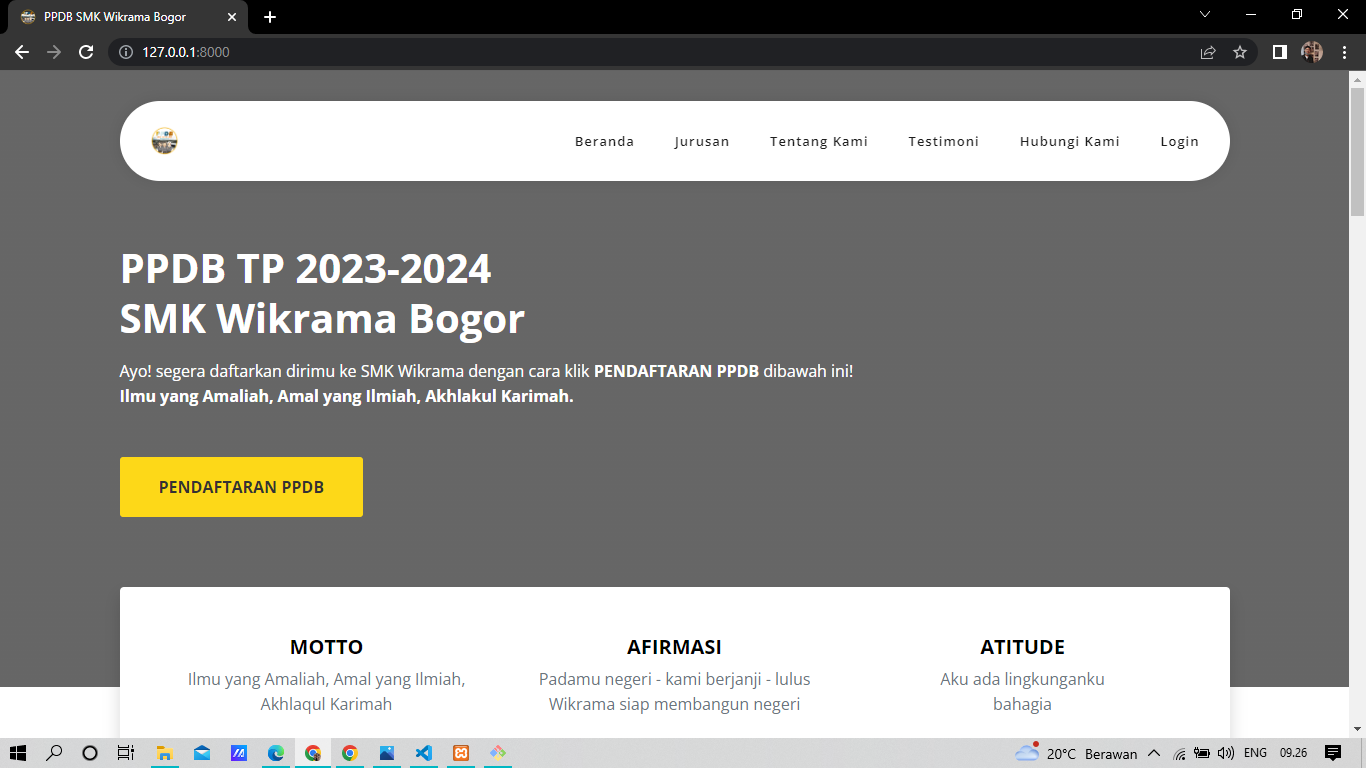 PPDB SMK Wikrama Bogor
127.0.0.1:8000
Beranda Jurusan Tentang Kami Testimoni Hubungi Kami Login
PPDB TP 2023-2024
SMK Wikrama Bogor
Ayo! segera daftarkan dirimu ke SMK Wikrama dengan cara klik PENDAFTARAN PPDB dibawah ini!
Ilmu yang Amaliah, Amal yang Ilmiah, Akhlakul Karimah.
PENDAFTARAN PPDB
MOTTO
Ilmu yang Amaliah, Amal yang Ilmiah,
Akhlaqul Karimah
AFIRMASI
Padamu negeri - kami berjanji - lulus
Wikrama siap membangun negeri
ATITUDE
Aku ada lingkunganku
bahagia
20°C Berawan ENG 09.26